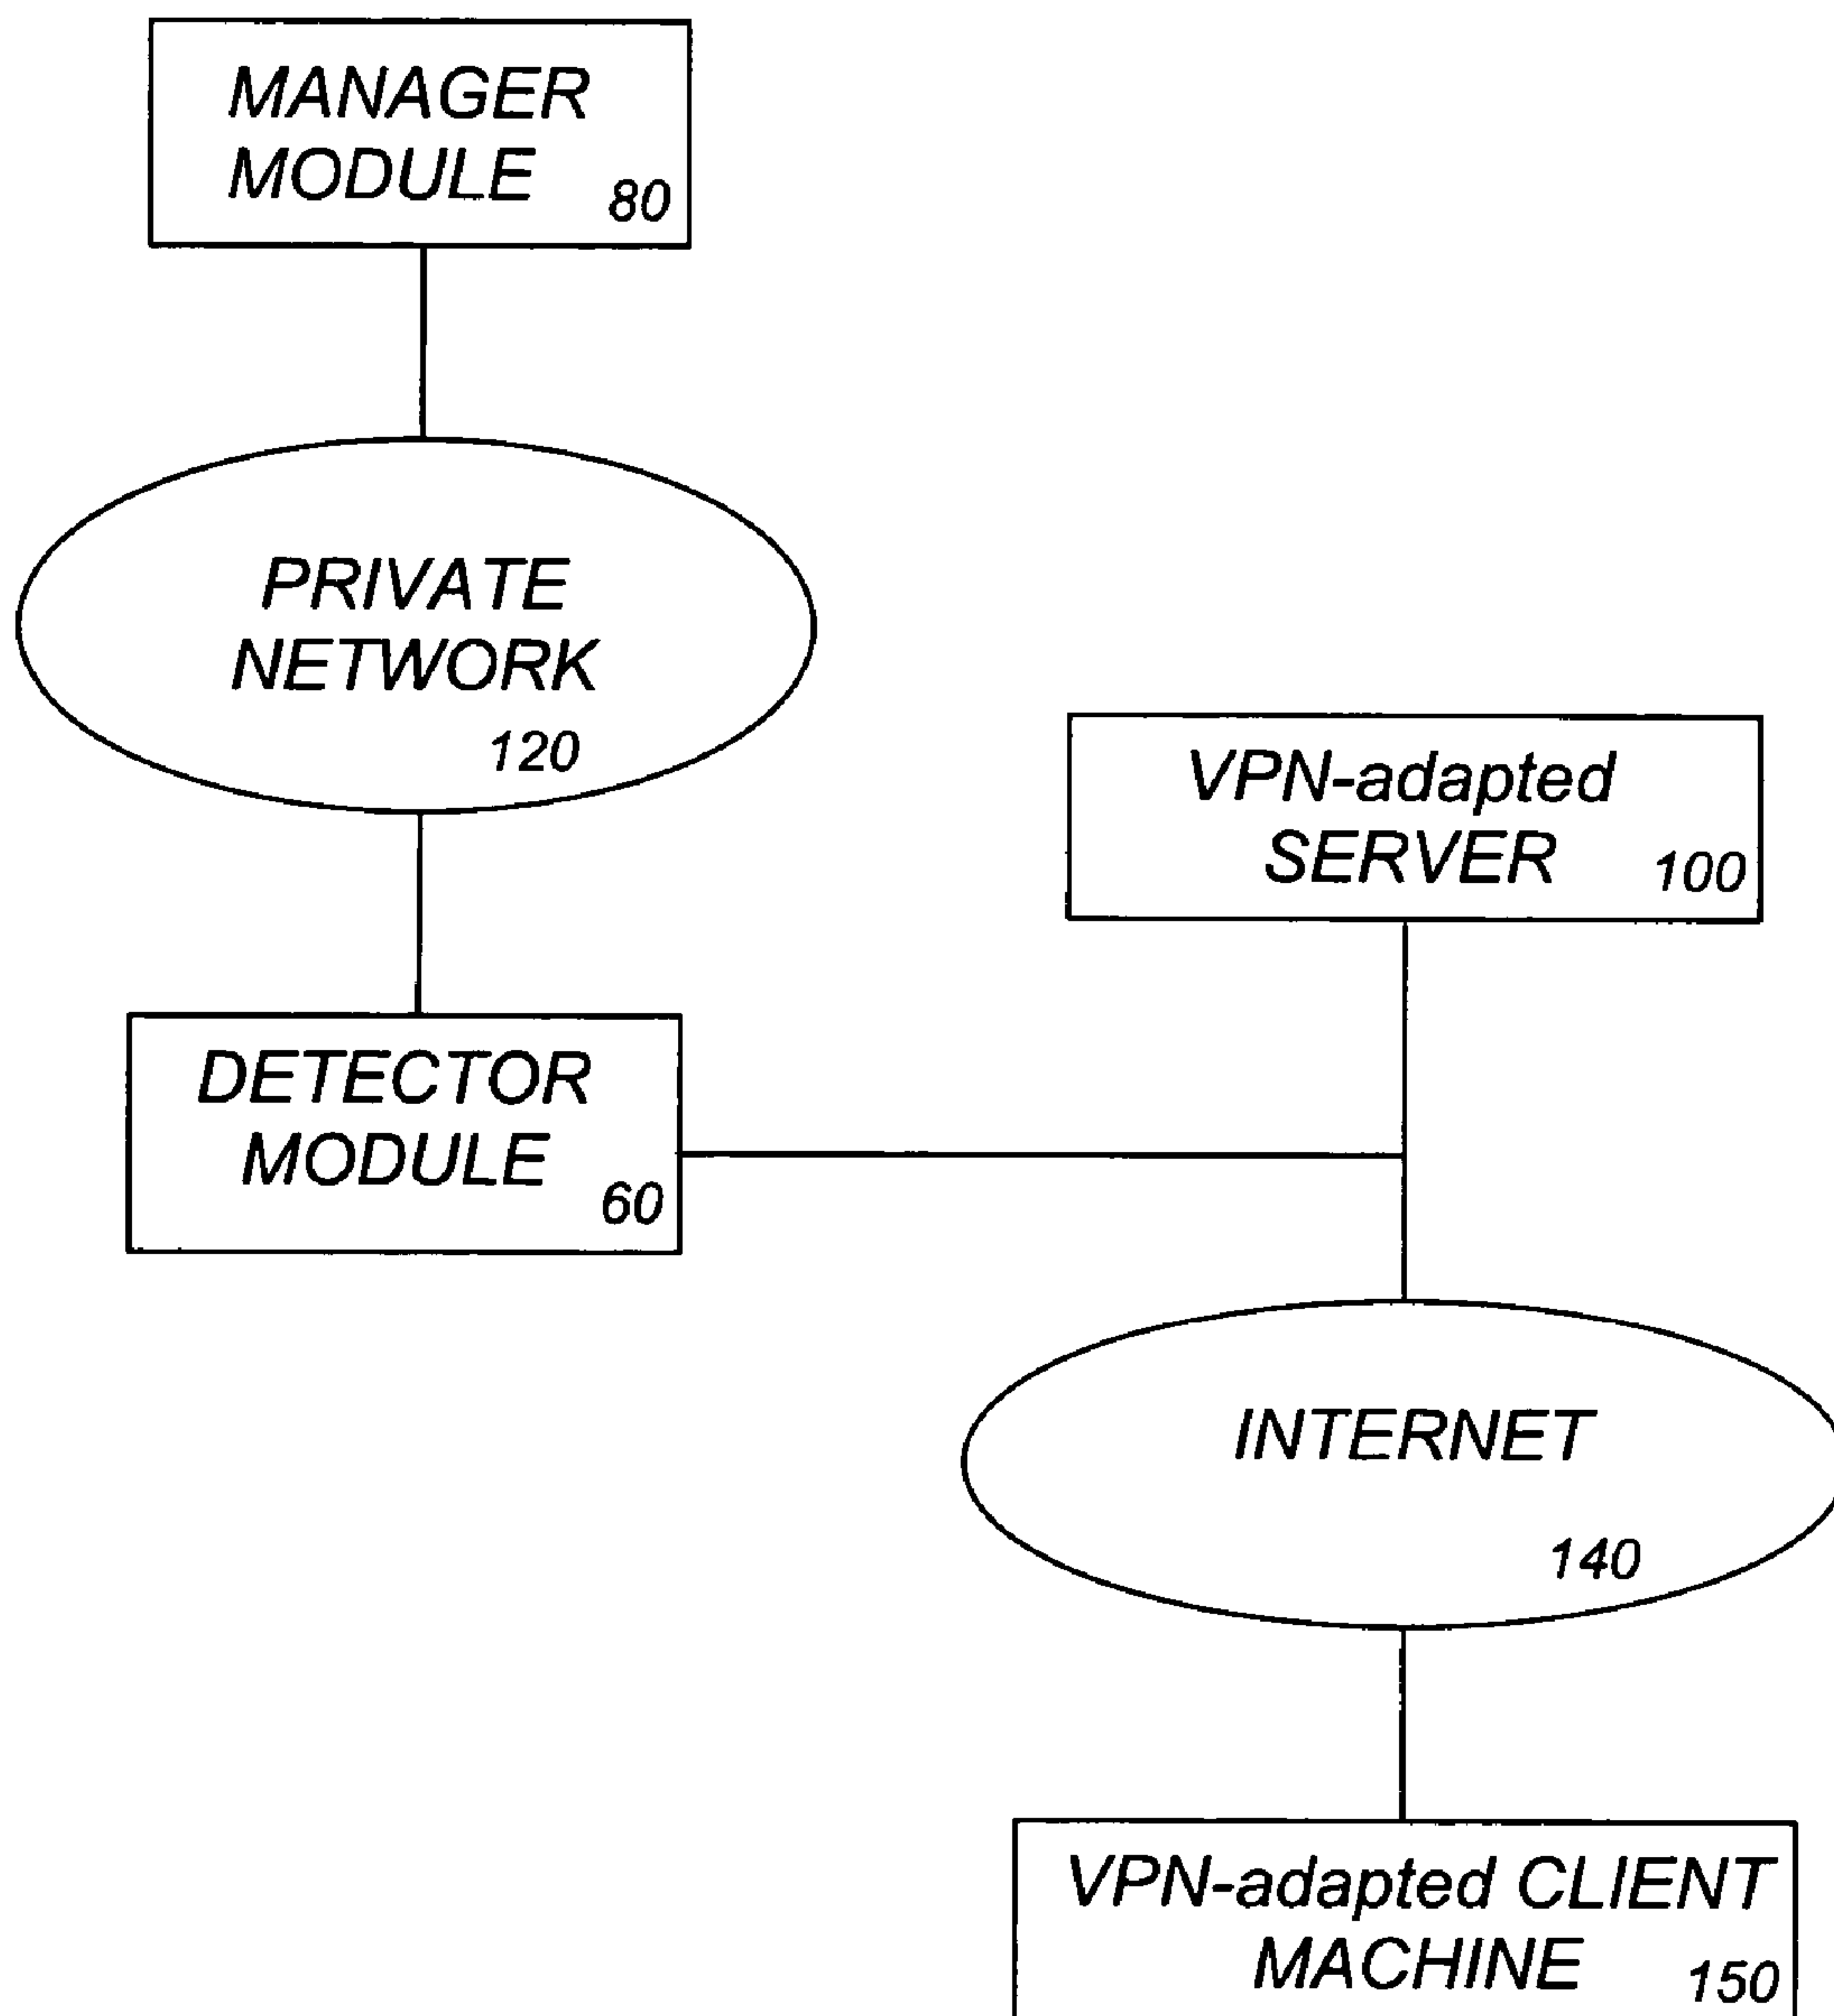 MANAGER
MODULE
80
PRIVATE
NETWORK
120
VPN-adapted
SERVER
100
DETECTOR
MODULE
60
INTERNET
140
VPN-adapted CLIENT
MACHINE
150